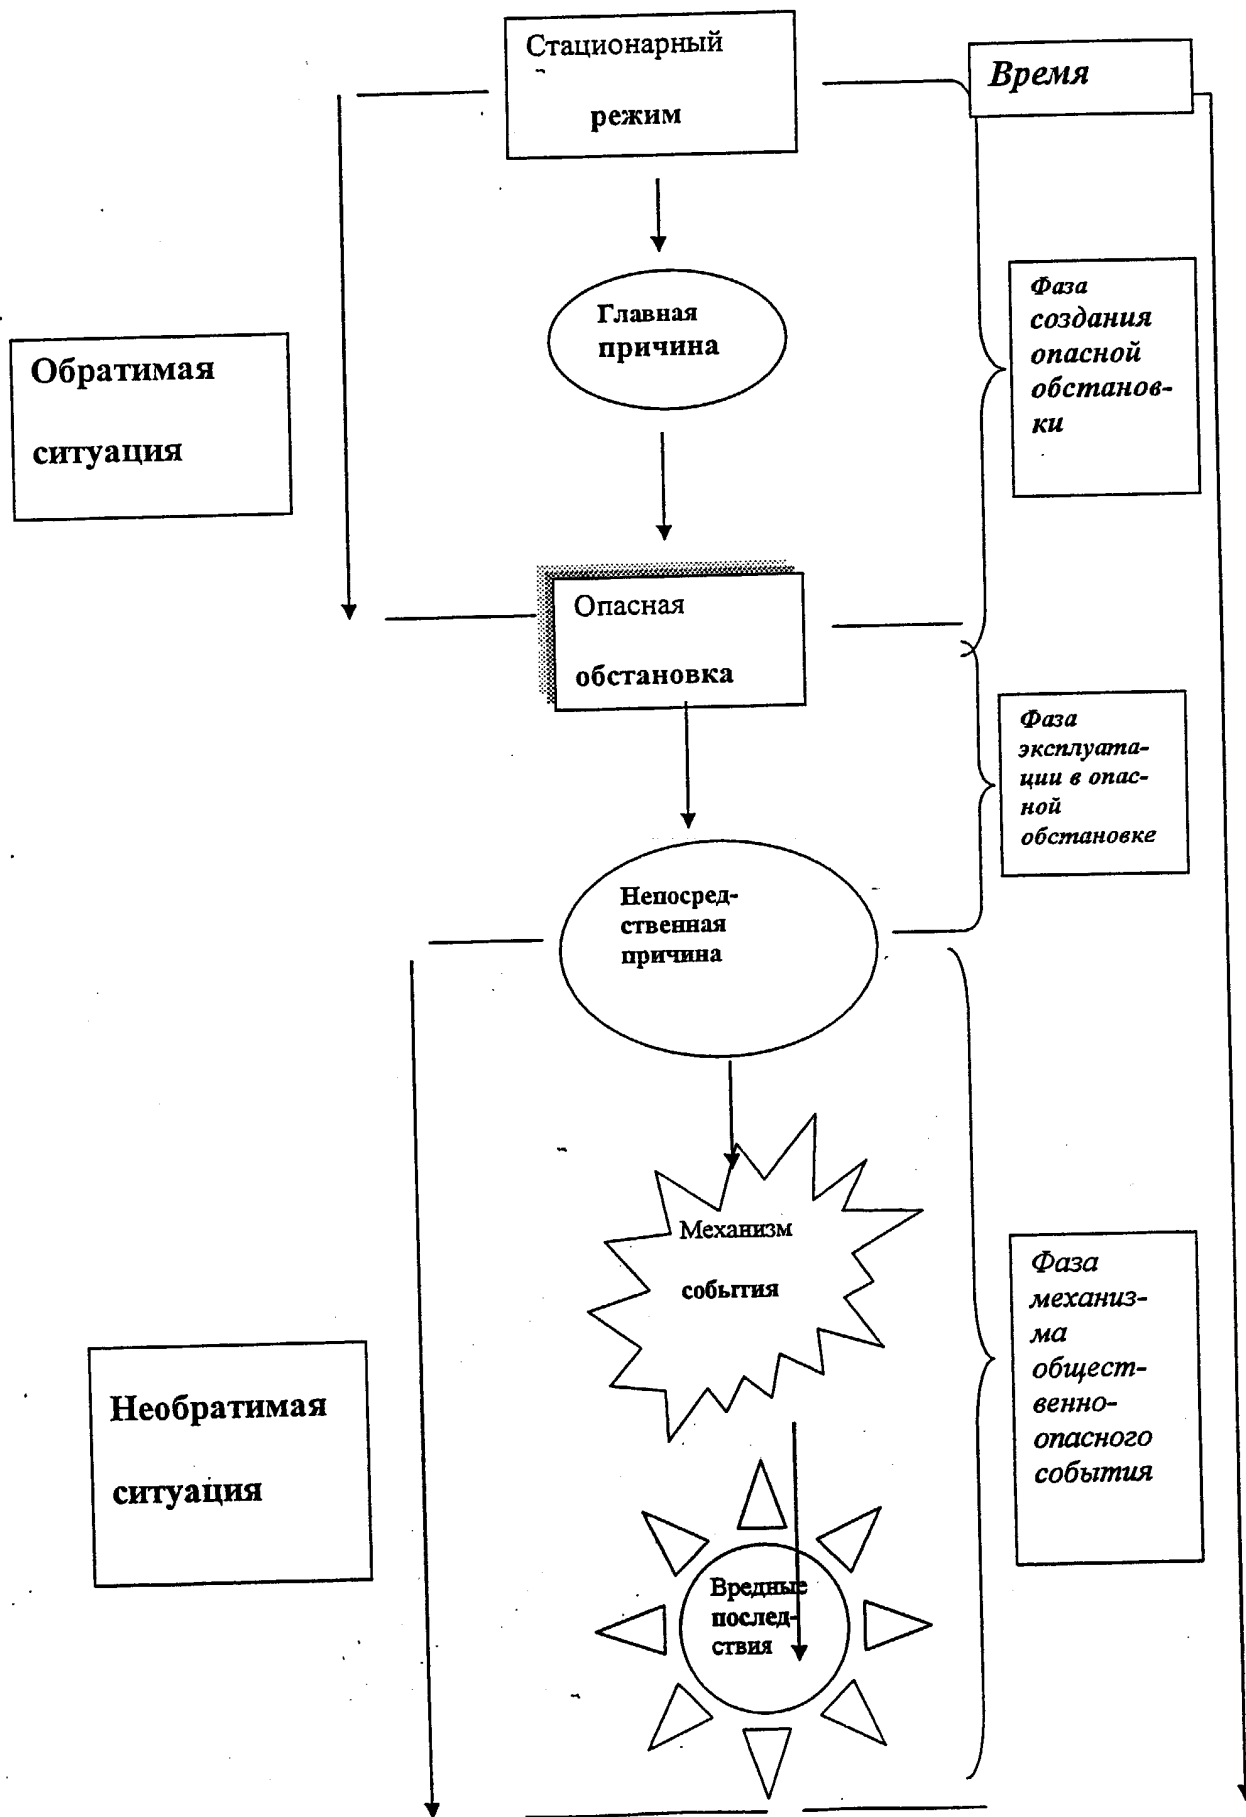 Стационарный
режим
Время
Главная
причина
Фаза
создания
опасной
обстанов-
ки
Обратимая
ситуация
Опасная
обстановка
Фаза
эксплуата-
ции в опас-
ной
обстановке
Непосред-
ственная
причина
Механизм
события
Фаза
механиз-
ма
общест-
венно-
опасного
события
Необратимая
ситуация
Вредные
послед-
ствия